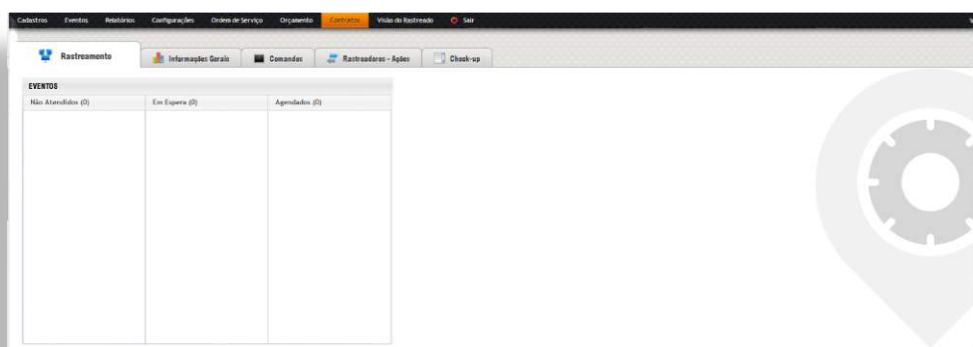 Cadastros Eventos Relatórios Configurações Ordem de Serviço Orçamento Contratos Visão do Rastreado Sair
Rastreamento Informações Gerais Comandos Rastreadores - Ações Check-up
EVENTOS
Não Atendidos (0) Em Espera (0) Agendados (0)